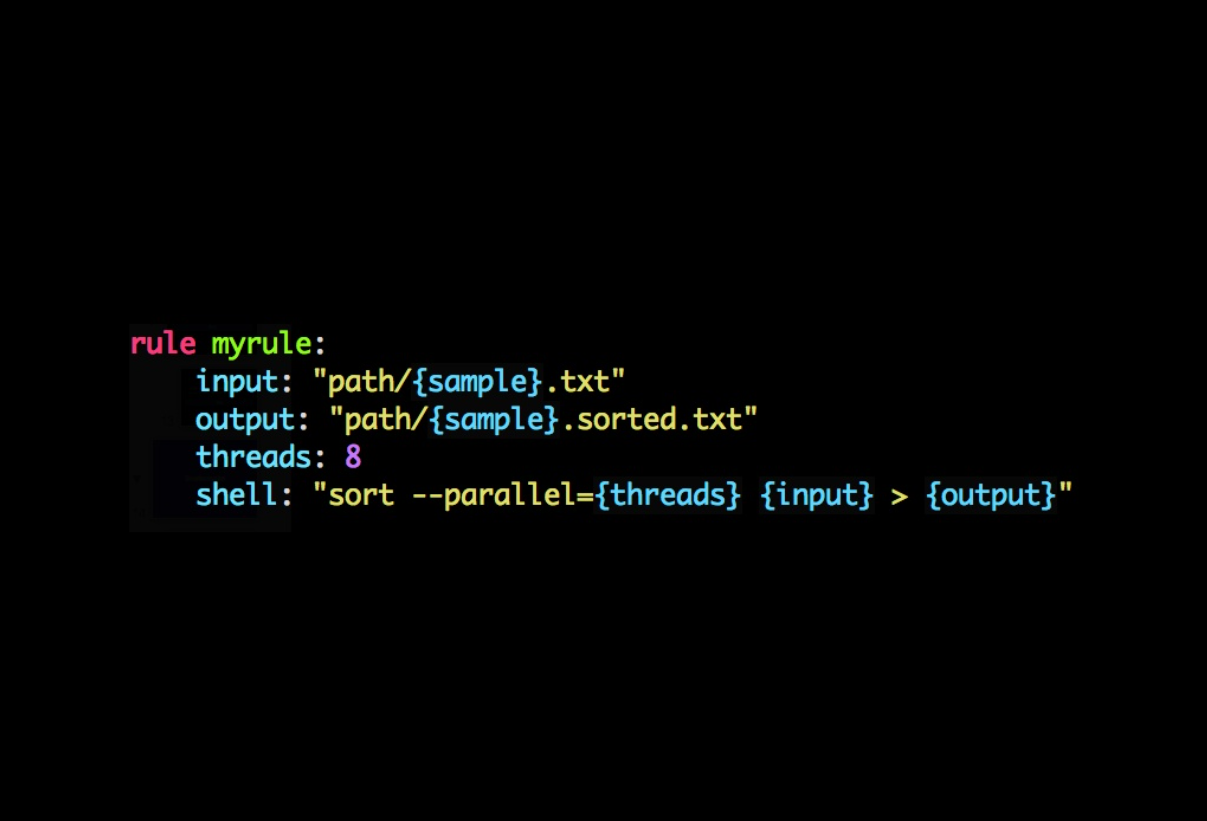 rule myrule:
    input: "path/{sample}.txt"
    output: "path/{sample}.sorted.txt"
    threads: 8
    shell: "sort --parallel={threads} {input} > {output}"